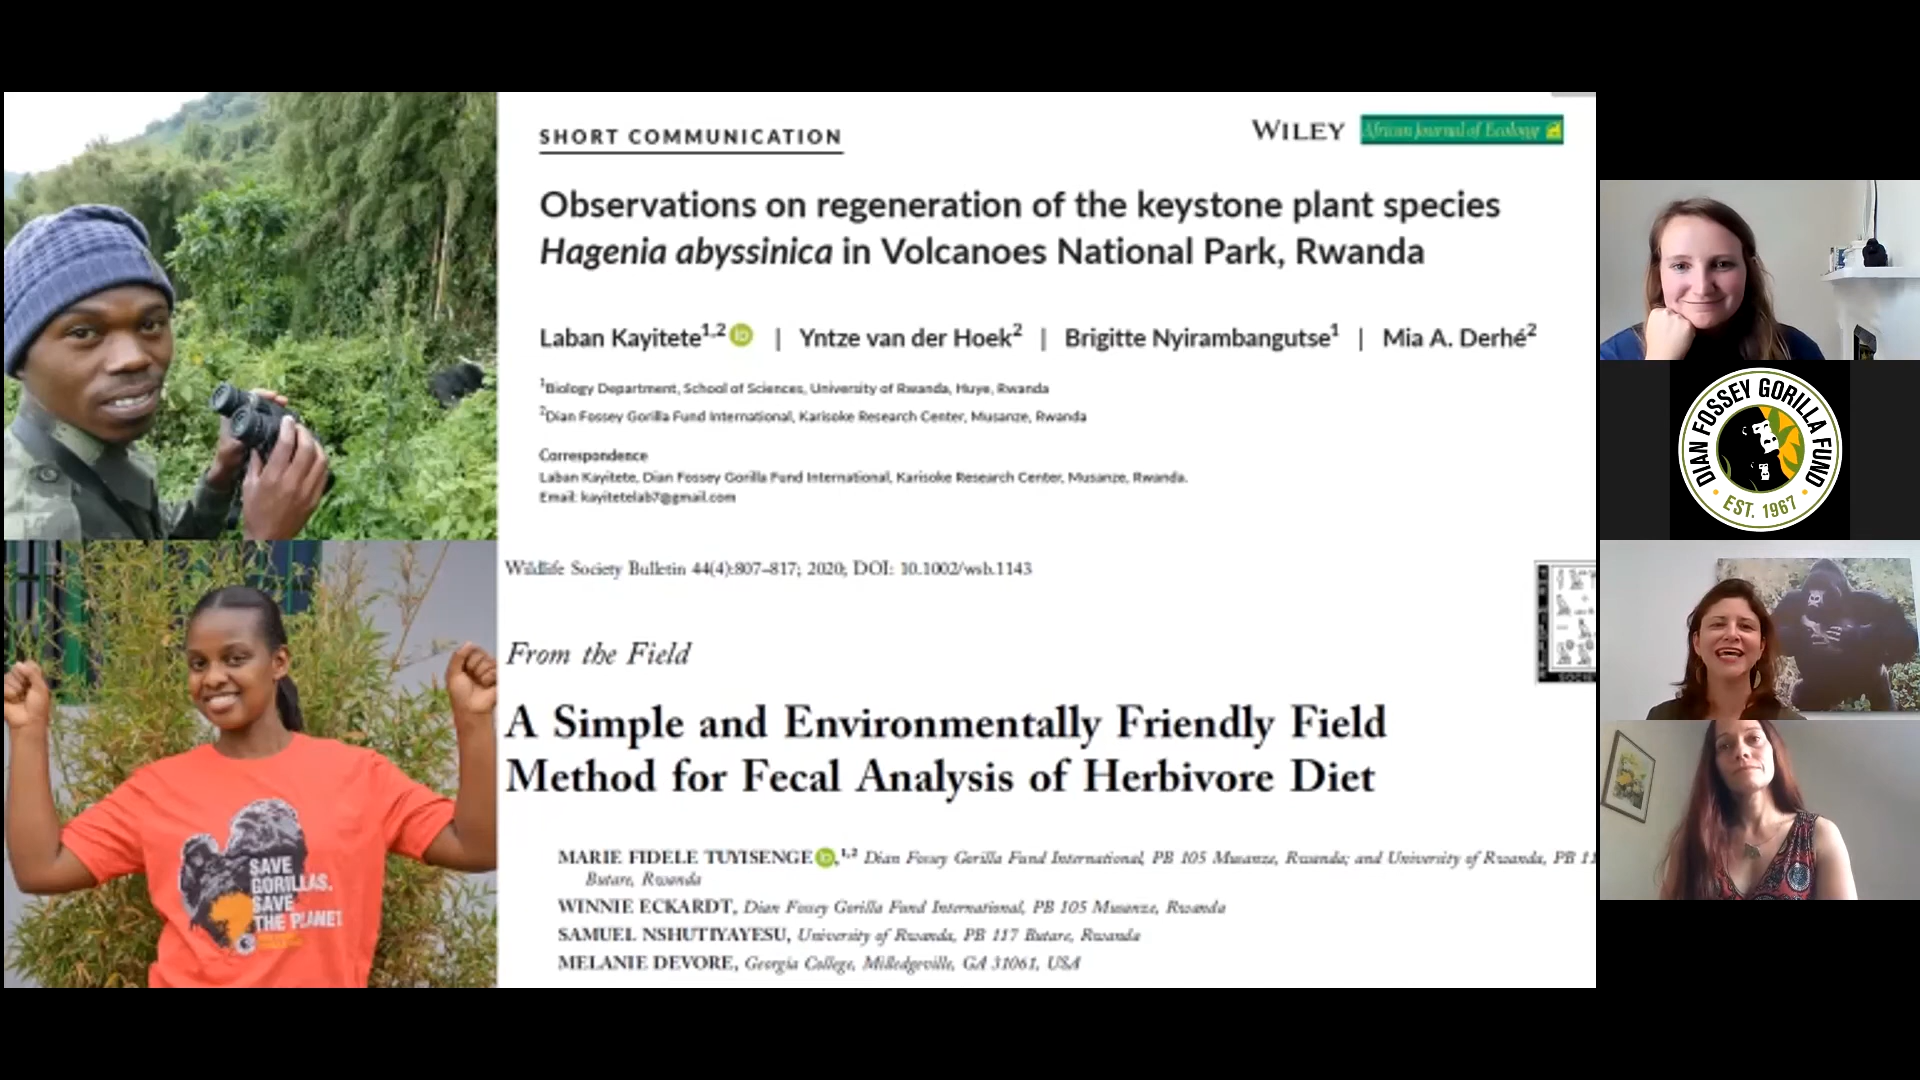 SHORT COMMUNICATION
WILEY
African Journal of Ecology
Observations on regeneration of the keystone plant species
Hagenia abyssinica in Volcanoes National Park, Rwanda
Laban Kayitete1,2 iD | Yntze van der Hoek2 | Brigitte Nyirambangutse1 | Mia A. Derhé2
1Biology Department, School of Sciences, University of Rwanda, Huye, Rwanda
2Dian Fossey Gorilla Fund International, Karisoke Research Center, Musanze, Rwanda
Correspondence
Laban Kayitete, Dian Fossey Gorilla Fund International, Karisoke Research Center, Musanze, Rwanda.
Email: kayitetelab7@gmail.com
Wildlife Society Bulletin 44(4):807–817; 2020; DOI: 10.1002/wsb.1143
From the Field
A Simple and Environmentally Friendly Field
Method for Fecal Analysis of Herbivore Diet
MARIE FIDELE TUYISENGE iD,1,2 Dian Fossey Gorilla Fund International, PB 105 Musanze, Rwanda; and University of Rwanda, PB 11
Butare, Rwanda
WINNIE ECKARDT, Dian Fossey Gorilla Fund International, PB 105 Musanze, Rwanda
SAMUEL NSHUTIYAYESU, University of Rwanda, PB 117 Butare, Rwanda
MELANIE DEVORE, Georgia College, Milledgeville, GA 31061, USA
SAVE
GORILLAS.
SAVE
THE PLANET
DIAN FOSSEY GORILLA FUND
EST. 1967